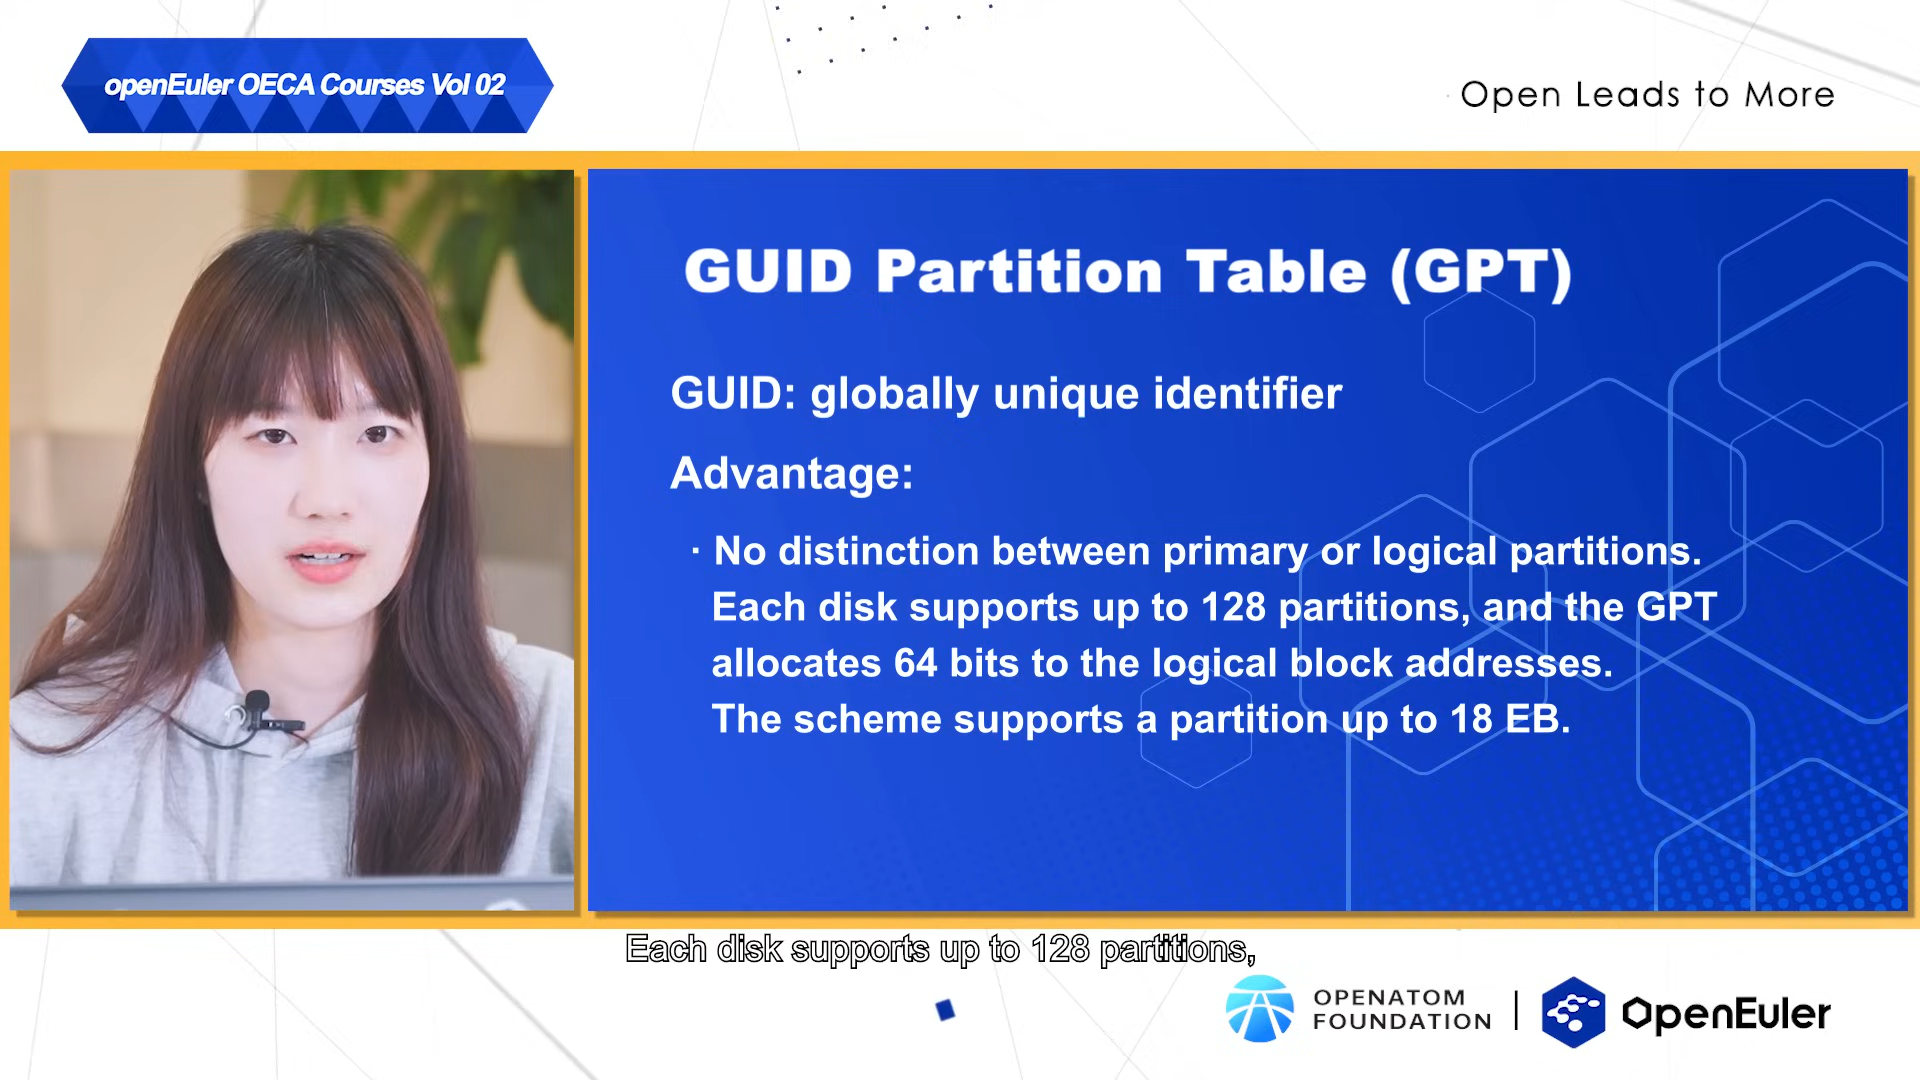 openEuler OECA Courses Vol 02
Open Leads to More
GUID Partition Table (GPT)
GUID: globally unique identifier
Advantage:
· No distinction between primary or logical partitions.
Each disk supports up to 128 partitions, and the GPT
allocates 64 bits to the logical block addresses.
The scheme supports a partition up to 18 EB.
Each disk supports up to 128 partitions,
OPENATOM
FOUNDATION
OpenEuler